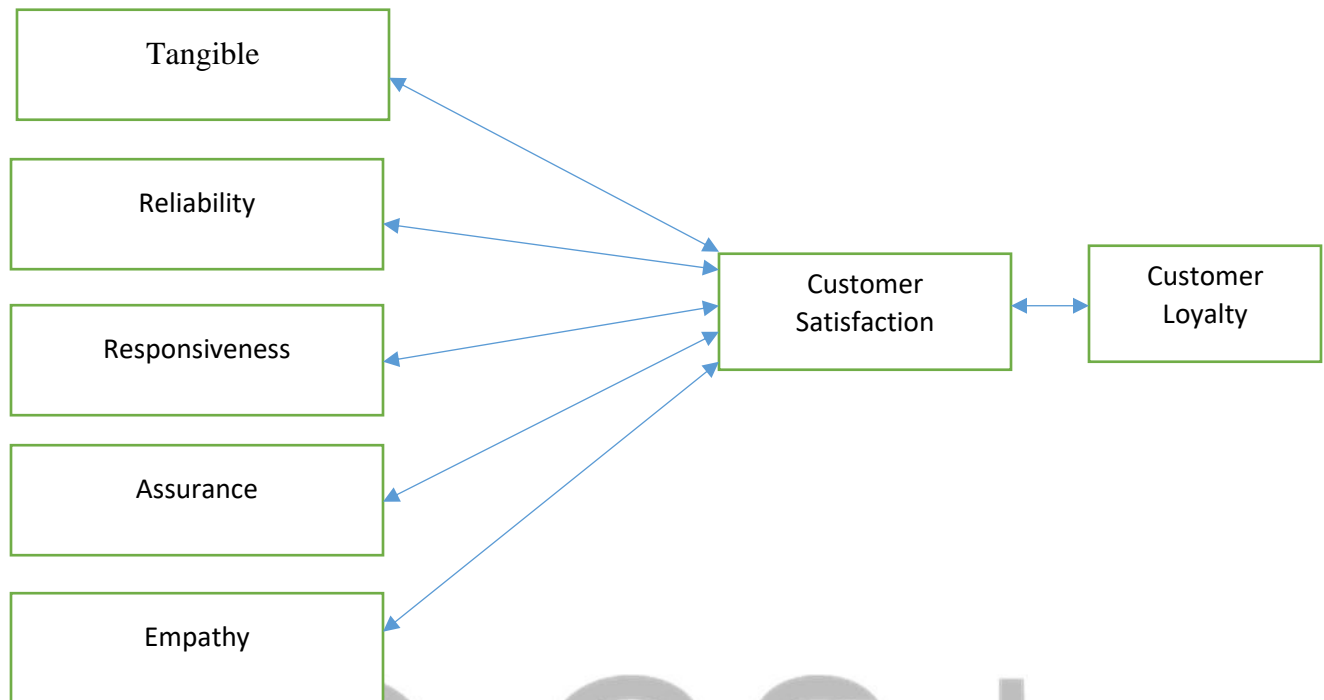 Tangible
Reliability
Responsiveness
Assurance
Empathy
Customer
Satisfaction
Customer
Loyalty